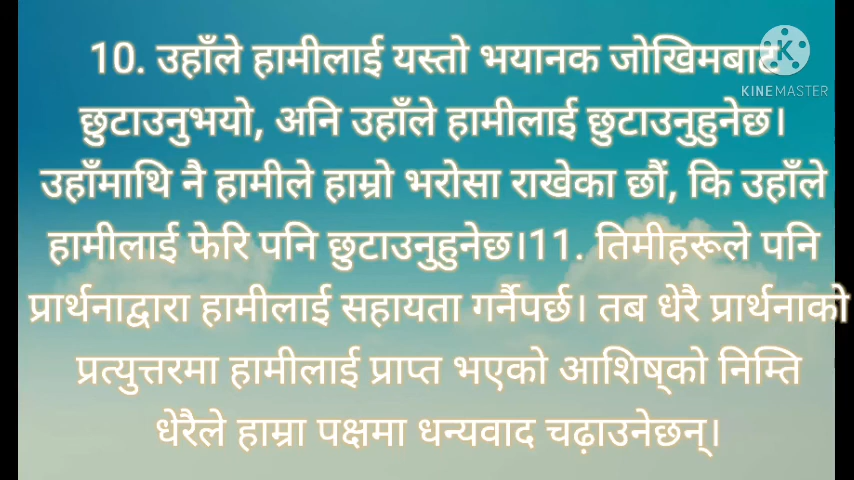 10. उहाँले हामीलाई यस्तो भयानक जोखिमबाट
छुटाउनुभयो, अनि उहाँले हामीलाई छुटाउनुहुनेछ।
उहाँमाथि नै हामीले हाम्रो भरोसा राखेका छौं, कि उहाँले
हामीलाई फेरि पनि छुटाउनुहुनेछ।11. तिमीहरूले पनि
प्रार्थनाद्वारा हामीलाई सहायता गर्नैपर्छ। तब धेरै प्रार्थनाको
प्रत्युत्तरमा हामीलाई प्राप्त भएको आशिष्‌को निम्ति
धेरैले हाम्रा पक्षमा धन्यवाद चढ़ाउनेछन्।
K
KINEMASTER